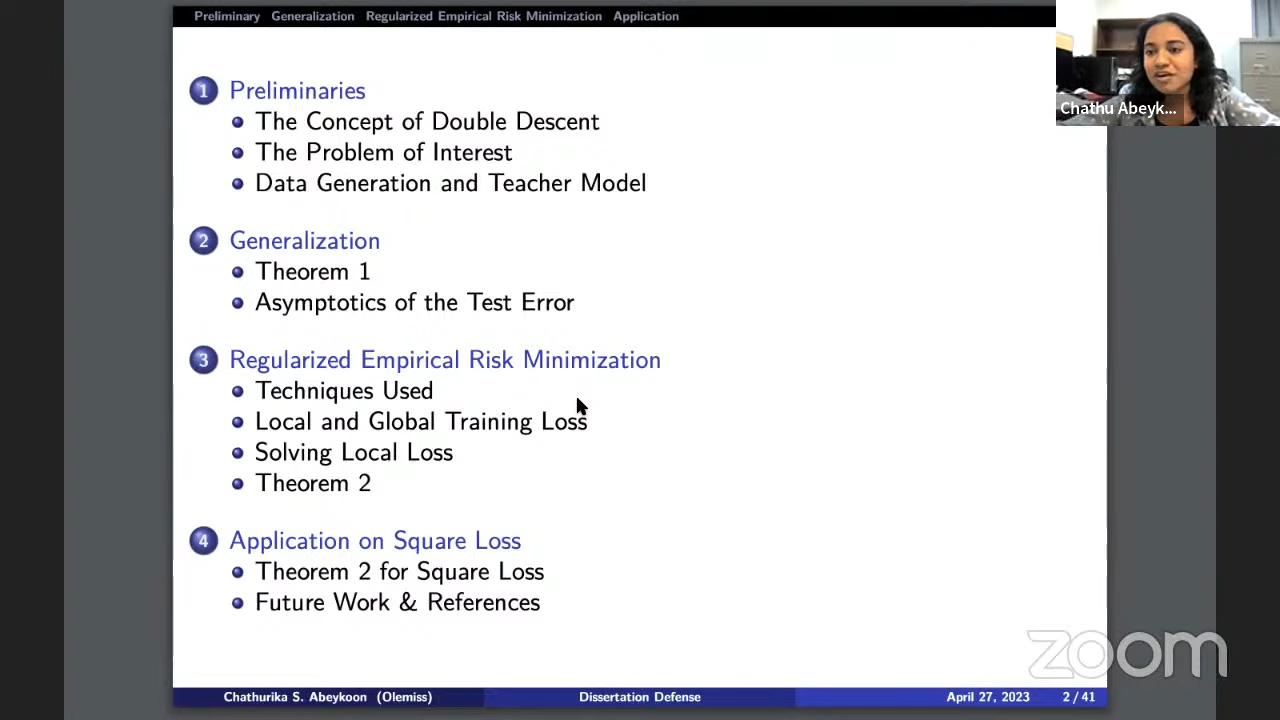 Preliminary Generalization Regularized Empirical Risk Minimization Application
Chathu Abeyk...
1 Preliminaries
The Concept of Double Descent
The Problem of Interest
Data Generation and Teacher Model
2 Generalization
Theorem 1
Asymptotics of the Test Error
3 Regularized Empirical Risk Minimization
Techniques Used
Local and Global Training Loss
Solving Local Loss
Theorem 2
4 Application on Square Loss
Theorem 2 for Square Loss
Future Work & References
zoom
Chathurika S. Abeykoon (Olemiss) Dissertation Defense April 27, 2023 2 / 41